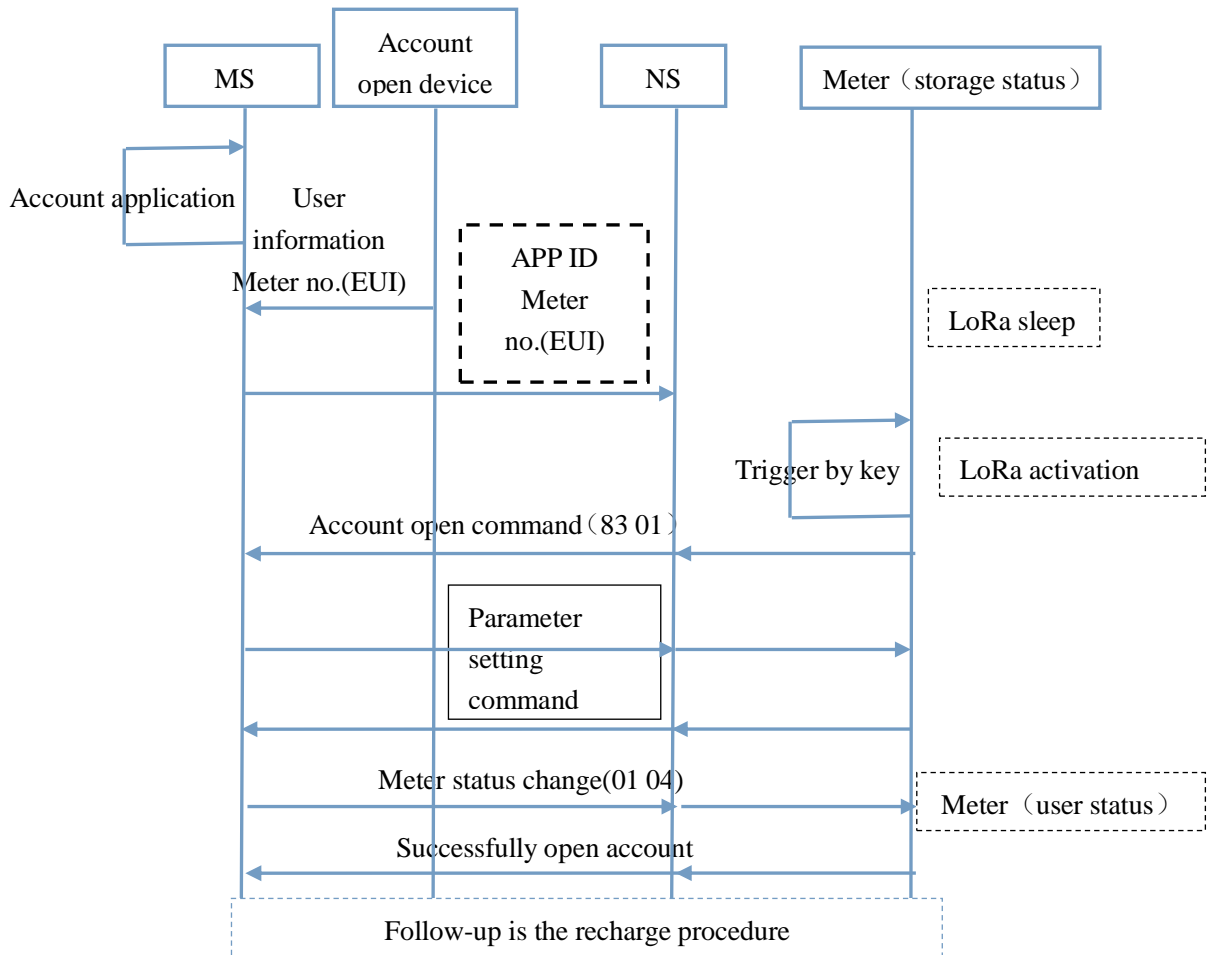 Account
open device
MS
NS
Meter（storage status）
Account application
User
information
Meter no.(EUI)
APP ID
Meter
no.(EUI)
LoRa sleep
Trigger by key
LoRa activation
Account open command（83 01）
Parameter
setting
command
Meter status change(01 04)
Meter（user status）
Successfully open account
Follow-up is the recharge procedure